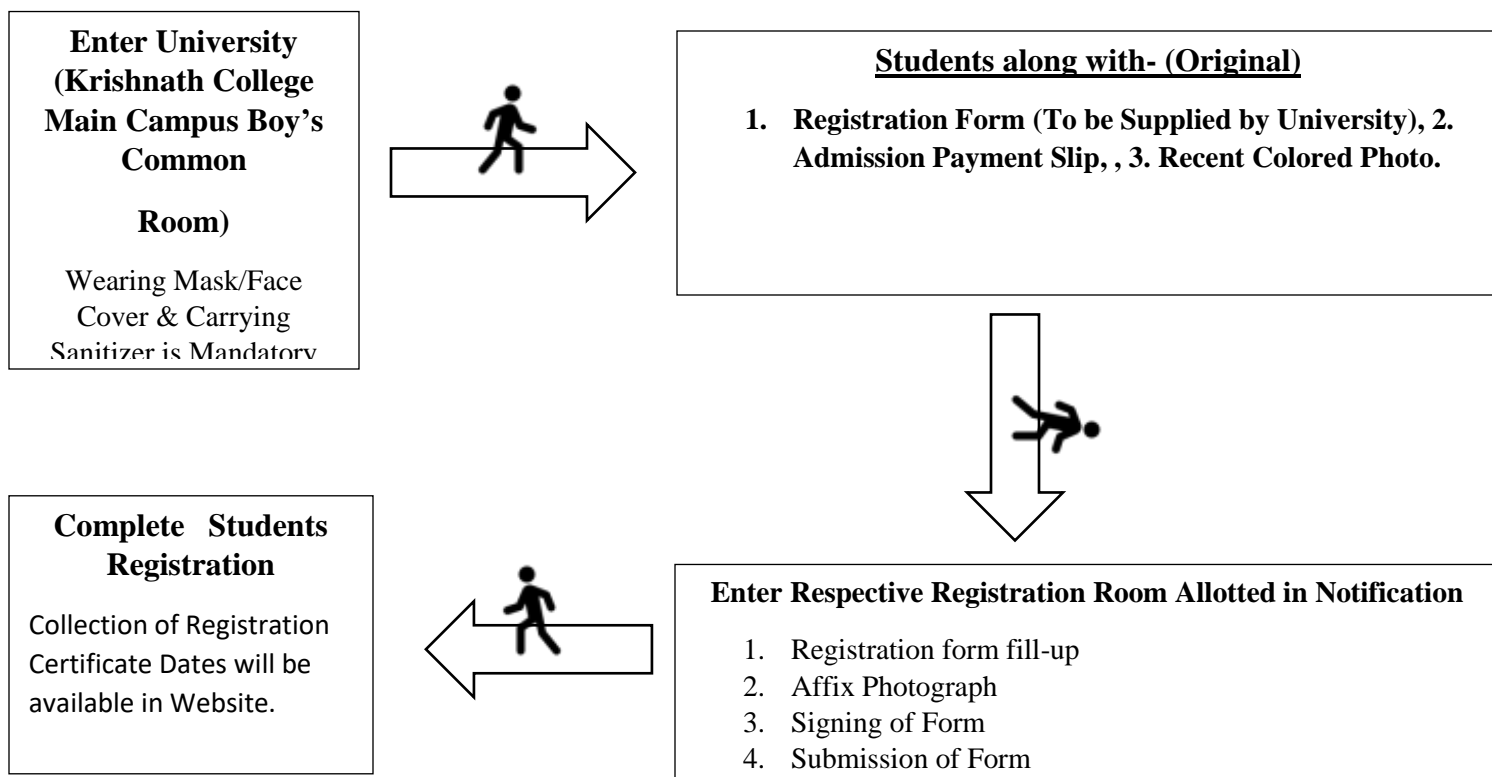 Enter University
(Krishnath College
Main Campus Boy’s
Common
Room)
Wearing Mask/Face
Cover & Carrying
Sanitizer is Mandatory
Students along with- (Original)
1. Registration Form (To be Supplied by University), 2.
Admission Payment Slip, , 3. Recent Colored Photo.
Enter Respective Registration Room Allotted in Notification
1. Registration form fill-up
2. Affix Photograph
3. Signing of Form
4. Submission of Form
Complete Students
Registration
Collection of Registration
Certificate Dates will be
available in Website.